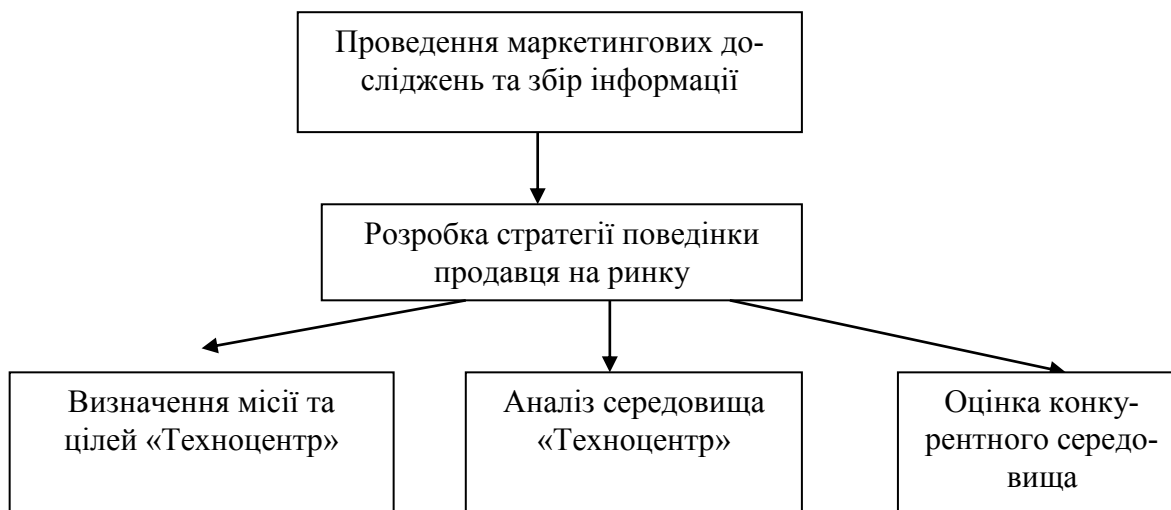 Проведення маркетингових до-
сліджень та збір інформації
Розробка стратегії поведінки
продавця на ринку
Визначення місії та
цілей «Техноцентр»
Аналіз середовища
«Техноцентр»
Оцінка конку-
рентного середо-
вища